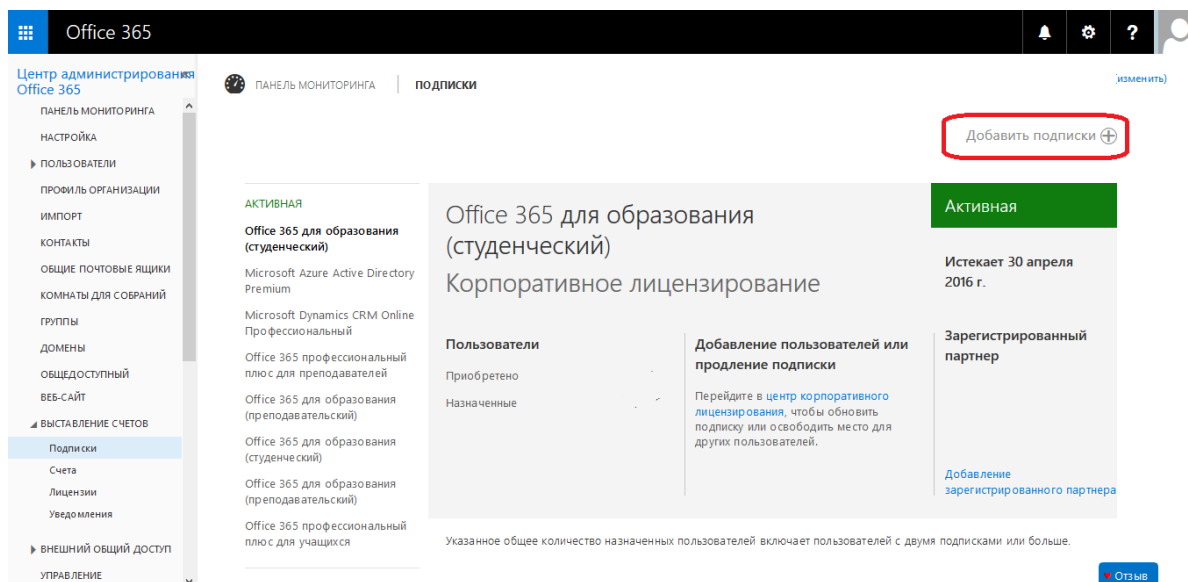 Office 365
?
Центр администрирования
Office 365
ПАНЕЛЬ МОНИТОРИНГА
НАСТРОЙКА
ПОЛЬЗОВАТЕЛИ
ПРОФИЛЬ ОРГАНИЗАЦИИ
ИМПОРТ
КОНТАКТЫ
ОБЩИЕ ПОЧТОВЫЕ ЯЩИКИ
КОМНАТЫ ДЛЯ СОБРАНИЙ
ГРУППЫ
ДОМЕНЫ
ОБЩЕДОСТУПНЫЙ
ВЕБ-САЙТ
ВЫСТАВЛЕНИЕ СЧЕТОВ
Подписки
Счета
Лицензии
Уведомления
ВНЕШНИЙ ОБЩИЙ ДОСТУП
УПРАВЛЕНИЕ
ПАНЕЛЬ МОНИТОРИНГА
ПОДПИСКИ
изменить)
Добавить подписки
АКТИВНАЯ
Office 365 для образования
(студенческий)
Microsoft Azure Active Directory
Premium
Microsoft Dynamics CRM Online
Профессиональный
Office 365 профессиональный
плюс для преподавателей
Office 365 для образования
(преподавательский)
Office 365 для образования
(студенческий)
Office 365 для образования
(преподавательский)
Office 365 профессиональный
плюс для учащихся
Office 365 для образования
(студенческий)
Корпоративное лицензирование
Пользователи
Приобретено
Назначенные
Добавление пользователей или
продление подписки
Перейдите в центр корпоративного
лицензирования, чтобы обновить
подписку или освободить место для
других пользователей.
Активная
Истекает 30 апреля
2016 г.
Зарегистрированный
партнер
Добавление
зарегистрированного партнера
Указанное общее количество назначенных пользователей включает пользователей с двумя подписками или больше.
Отзыв